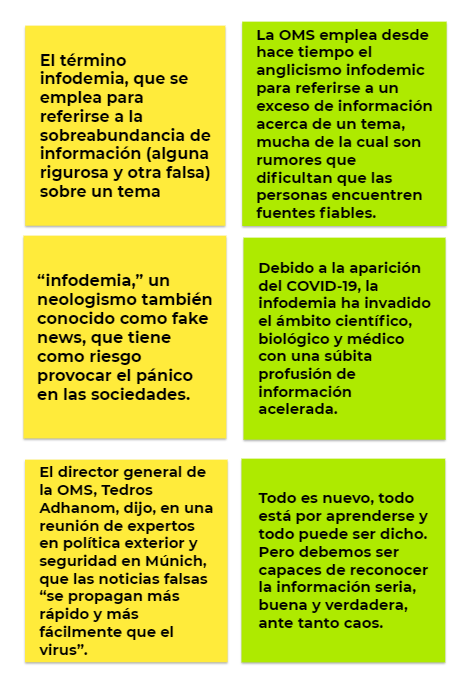 El término
infodemia, que se
emplea para
referirse a la
sobreabundancia de
información (alguna
rigurosa y otra falsa)
sobre un tema
La OMS emplea desde
hace tiempo el
anglicismo infodemic
para referirse a un
exceso de información
acerca de un tema,
mucha de la cual son
rumores que
dificultan que las
personas encuentren
fuentes fiables.
“infodemia,” un
neologismo también
conocido como fake
news, que tiene
como riesgo
provocar el pánico
en las sociedades.
Debido a la aparición
del COVID-19, la
infodemia ha invadido
el ámbito científico,
biológico y médico
con una súbita
profusión de
información
acelerada.
El director general de
la OMS, Tedros
Adhanom, dijo, en una
reunión de expertos
en política exterior y
seguridad en Múnich,
que las noticias falsas
“se propagan más
rápido y más
fácilmente que el
virus”.
Todo es nuevo, todo
está por aprenderse y
todo puede ser dicho.
Pero debemos ser
capaces de reconocer
la información seria,
buena y verdadera,
ante tanto caos.